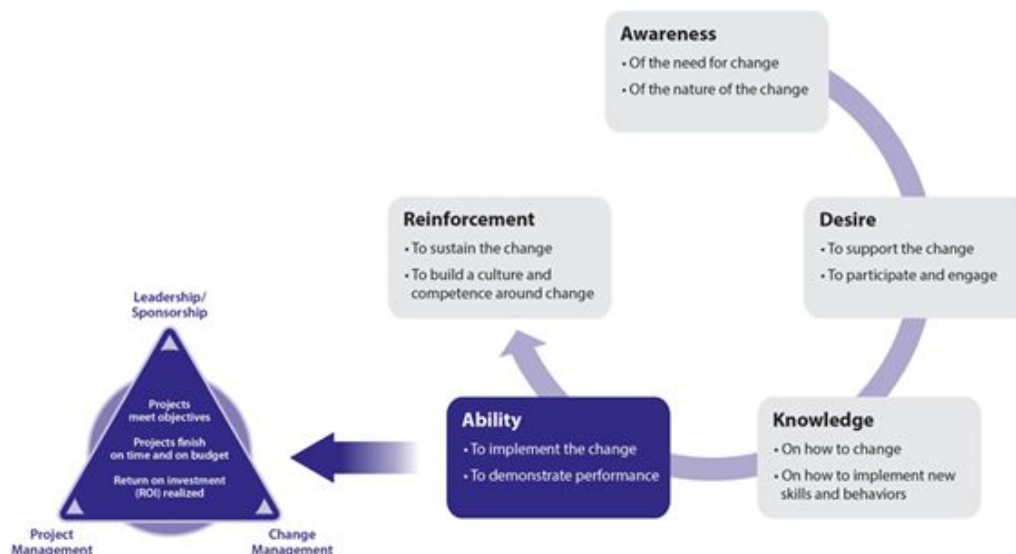 Awareness
• Of the need for change
• Of the nature of the change
Desire
• To support the change
• To participate and engage
Knowledge
• On how to change
• On how to implement new
skills and behaviors
Ability
• To implement the change
• To demonstrate performance
Reinforcement
• To sustain the change
• To build a culture and
competence around change
Leadership/
Sponsorship
Projects
meet objectives
Projects finish
on time and on budget
Return on investment
(ROI) realized
Project
Management
Change
Management